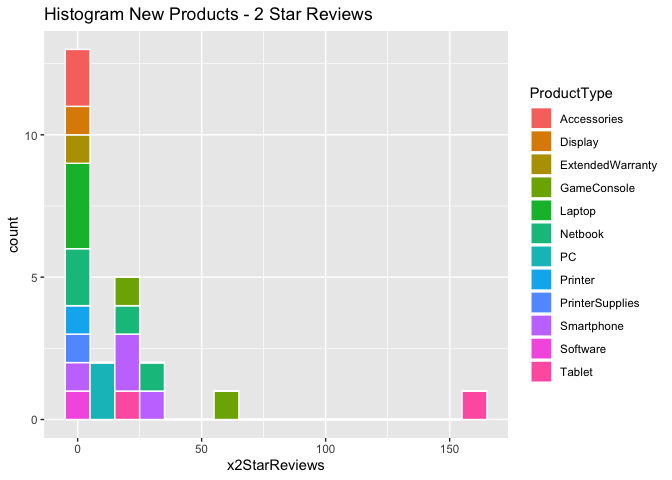 Histogram New Products - 2 Star Reviews
count
10
5
0
0
50
100
150
x2StarReviews
ProductType
Accessories
Display
ExtendedWarranty
GameConsole
Laptop
Netbook
PC
Printer
PrinterSupplies
Smartphone
Software
Tablet